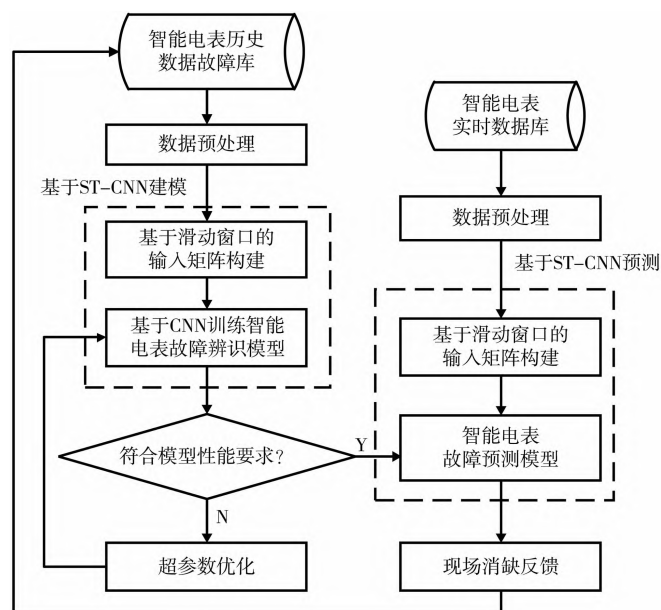 智能电表历史
数据故障库
数据预处理
基于ST-CNN建模
基于滑动窗口的
输入矩阵构建
基于CNN训练智能
电表故障辨识模型
符合模型性能要求?
Y
N
超参数优化
智能电表
实时数据库
数据预处理
基于ST-CNN预测
基于滑动窗口的
输入矩阵构建
智能电表
故障预测模型
现场消缺反馈